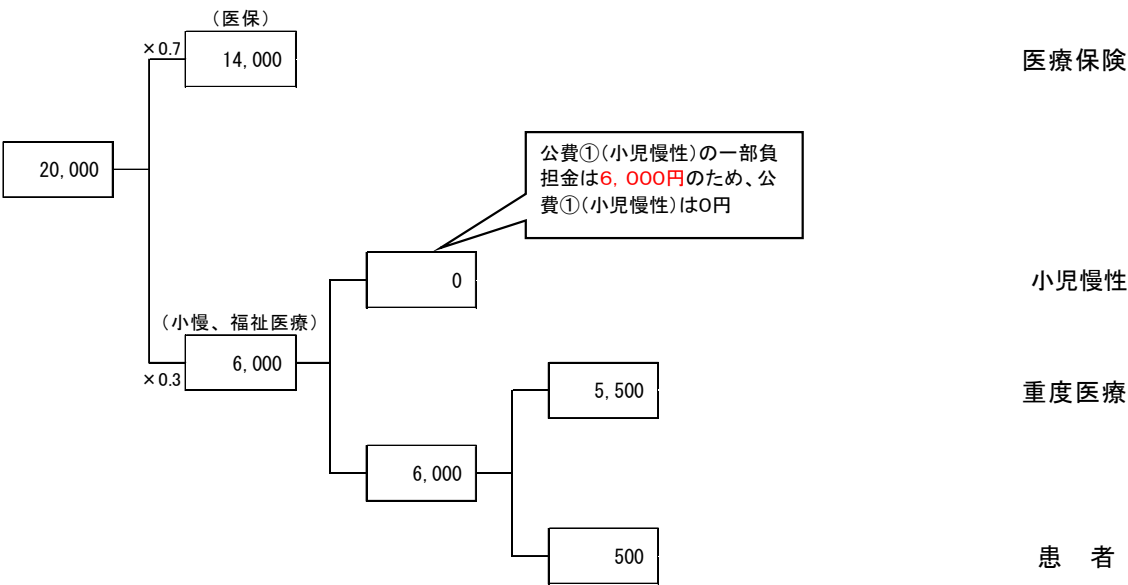 （医保）
×0.7
14,000
医療保険
20,000
公費①（小児慢性）の一部負
担金は6，000円のため、公
費①（小児慢性）は0円
0
小児慢性
（小慢、福祉医療）
6,000
×0.3
5,500
重度医療
6,000
500
患　者